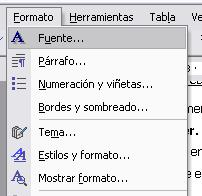 Formato Herramientas Tabla
Fuente...
Párrafo...
Numeración y viñetas...
Bordes y sombreado...
Tema...
Estilos y formato...
Mostrar formato...